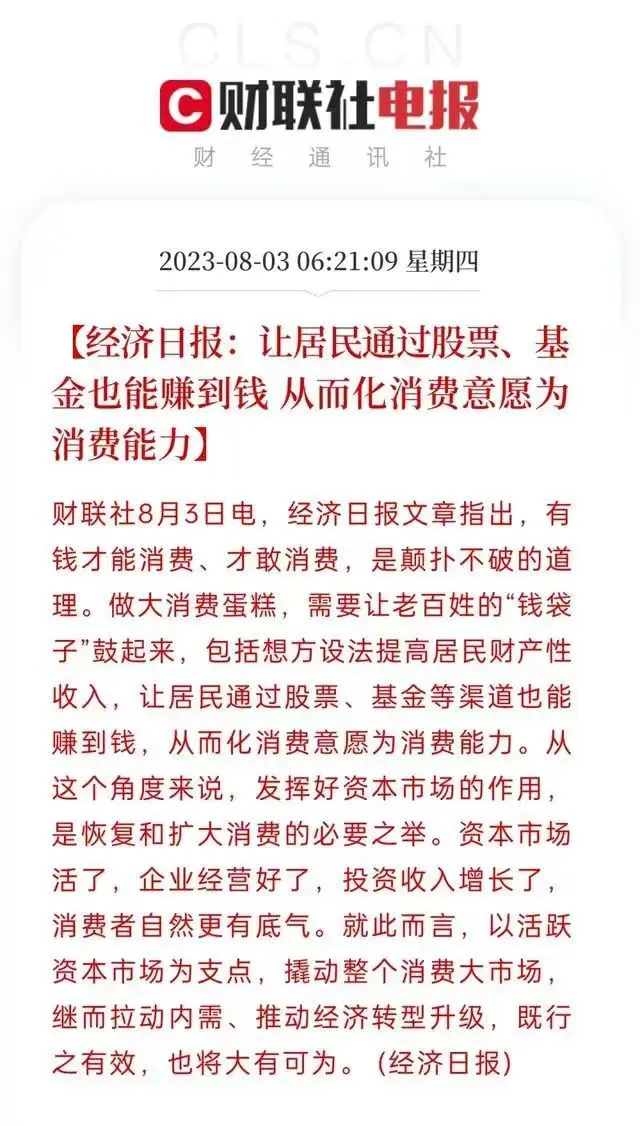 CLS.CN
C 财联社电报
财经通讯社
2023-08-03 06:21:09 星期四
【经济日报：让居民通过股票、基
金也能赚到钱 从而化消费意愿为
消费能力】
财联社8月3日电，经济日报文章指出，有
钱才能消费、才敢消费，是颠扑不破的道
理。做大消费蛋糕，需要让老百姓的“钱袋
子”鼓起来，包括想方设法提高居民财产性
收入，让居民通过股票、基金等渠道也能
赚到钱，从而化消费意愿为消费能力。从
这个角度来说，发挥好资本市场的作用，
是恢复和扩大消费的必要之举。资本市场
活了，企业经营好了，投资收入增长了，
消费者自然更有底气。就此而言，以活跃
资本市场为支点，撬动整个消费大市场，
继而拉动内需、推动经济转型升级，既行
之有效，也将大有可为。（经济日报）